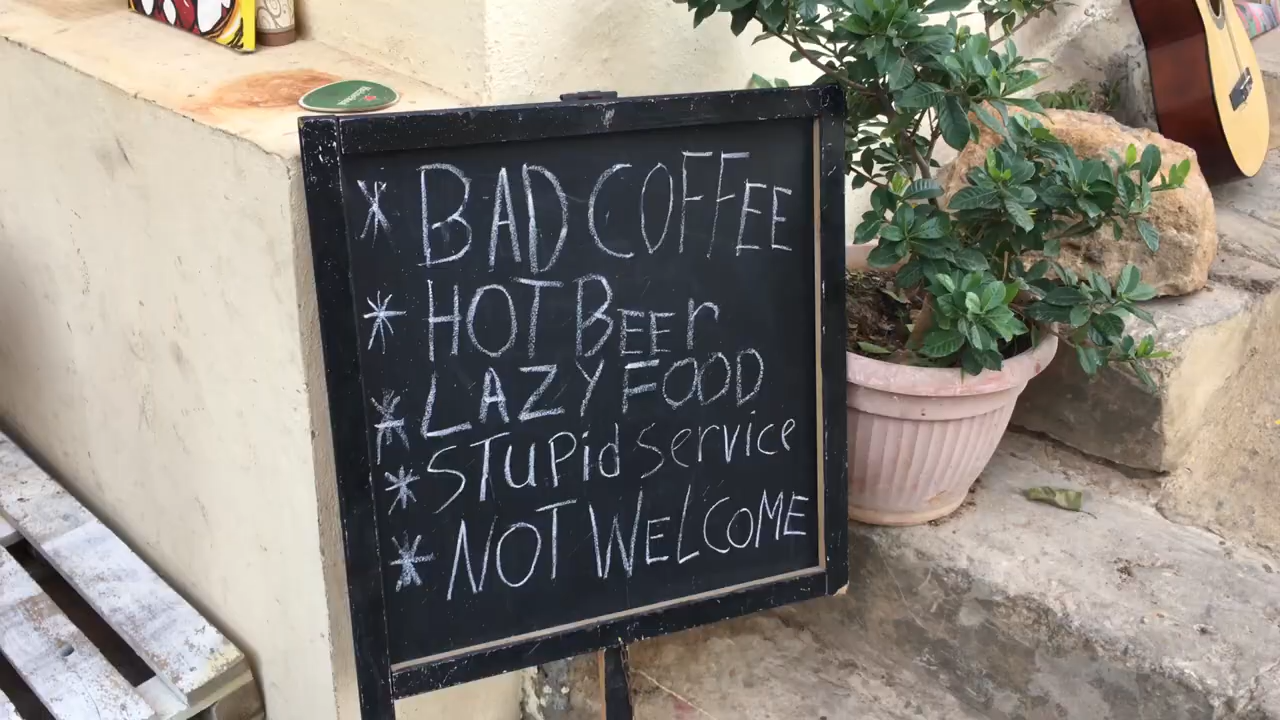 * BAD COFFEE
* HOT BEEr
* LAZY FOOD
* STUPid Service
* NOT WELCOME